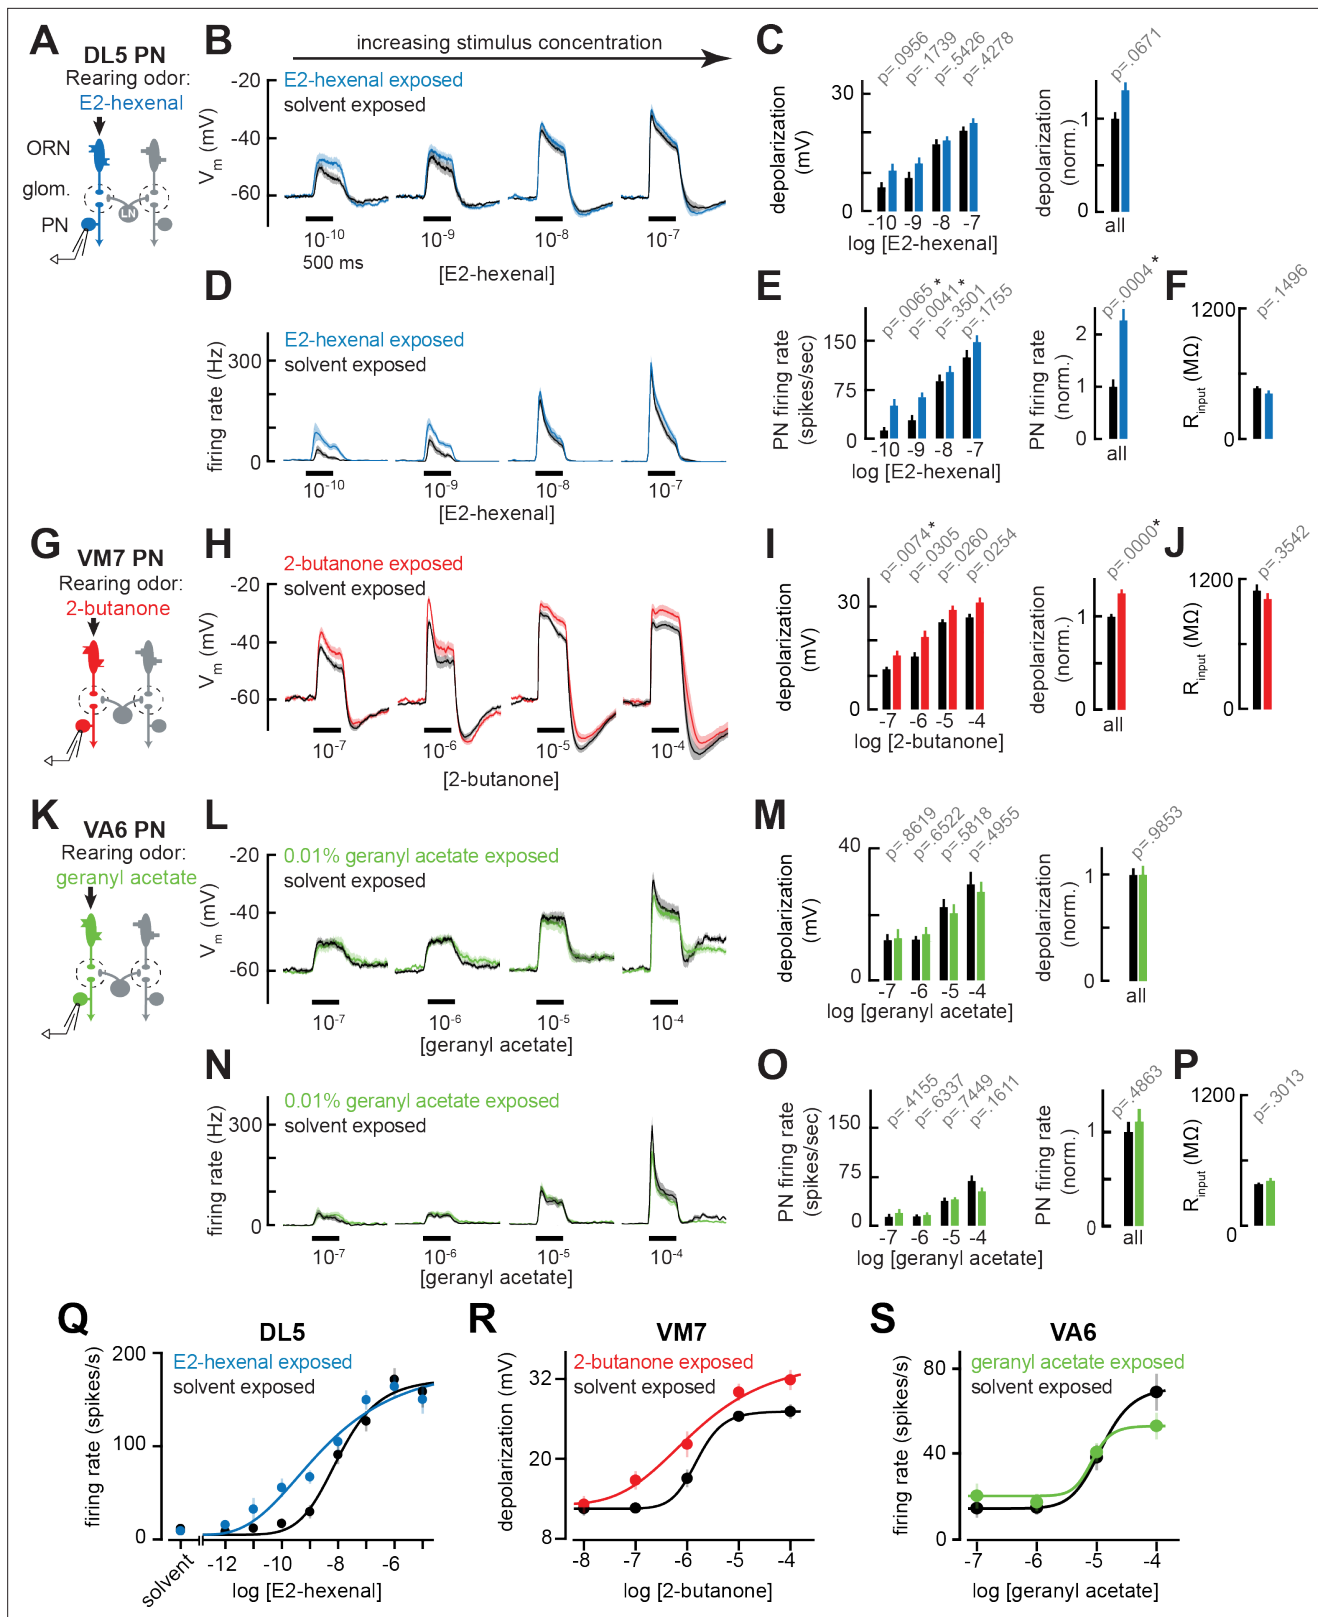 A
DL5 PN
Rearing odor:
E2-hexenal
ORN
glom.
LN
PN
B
increasing stimulus concentration
E2-hexenal exposed
solvent exposed
-20
-40
-60
Vm (mV)
10-10
10-9
10-8
10-7
500 ms
[E2-hexenal]
C
p=.0956
p=.1739
p=.5426
p=.4278
30
0
depolarization
(mV)
-10 -9 -8 -7
log [E2-hexenal]
p=.0671
depolarization
(norm.)
1
0
all
D
E2-hexenal exposed
solvent exposed
300
100
0
firing rate (Hz)
10-10
10-9
10-8
10-7
[E2-hexenal]
E
p=.0065*
p=.0041*
p=.3501
p=.1755
150
75
0
PN firing rate
(spikes/sec)
-10 -9 -8 -7
log [E2-hexenal]
p=.0004*
PN firing rate
(norm.)
2
1
0
all
F
p=.1496
1200
0
Rinput (MΩ)
G
VM7 PN
Rearing odor:
2-butanone
H
2-butanone exposed
solvent exposed
-20
-40
-60
Vm (mV)
10-7
10-6
10-5
10-4
[2-butanone]
I
p=.0074*
p=.0305
p=.0260
p=.0254
30
0
depolarization
(mV)
-7 -6 -5 -4
log [2-butanone]
p=.0000*
depolarization
(norm.)
1
0
all
J
p=.3542
1200
0
Rinput (MΩ)
K
VA6 PN
Rearing odor:
geranyl acetate
L
0.01% geranyl acetate exposed
solvent exposed
-20
-40
-60
Vm (mV)
10-7
10-6
10-5
10-4
[geranyl acetate]
M
p=.8619
p=.6522
p=.5818
p=.4955
40
0
depolarization
(mV)
-7 -6 -5 -4
log [geranyl acetate]
p=.9853
depolarization
(norm.)
1
0
all
N
0.01% geranyl acetate exposed
solvent exposed
300
100
0
firing rate (Hz)
10-7
10-6
10-5
10-4
[geranyl acetate]
O
p=.4155
p=.6337
p=.7449
p=.1611
150
75
0
PN firing rate
(spikes/sec)
-7 -6 -5 -4
log [geranyl acetate]
p=.4863
PN firing rate
(norm.)
1
0
all
P
p=.3013
1200
0
Rinput (MΩ)
Q
DL5
E2-hexenal exposed
solvent exposed
200
100
0
firing rate (spikes/s)
solvent -12 -10 -8 -6
log [E2-hexenal]
R
VM7
2-butanone exposed
solvent exposed
32
20
8
depolarization (mV)
-8 -7 -6 -5 -4
log [2-butanone]
S
VA6
geranyl acetate exposed
solvent exposed
80
40
0
firing rate (spikes/s)
-7 -6 -5 -4
log [geranyl acetate]